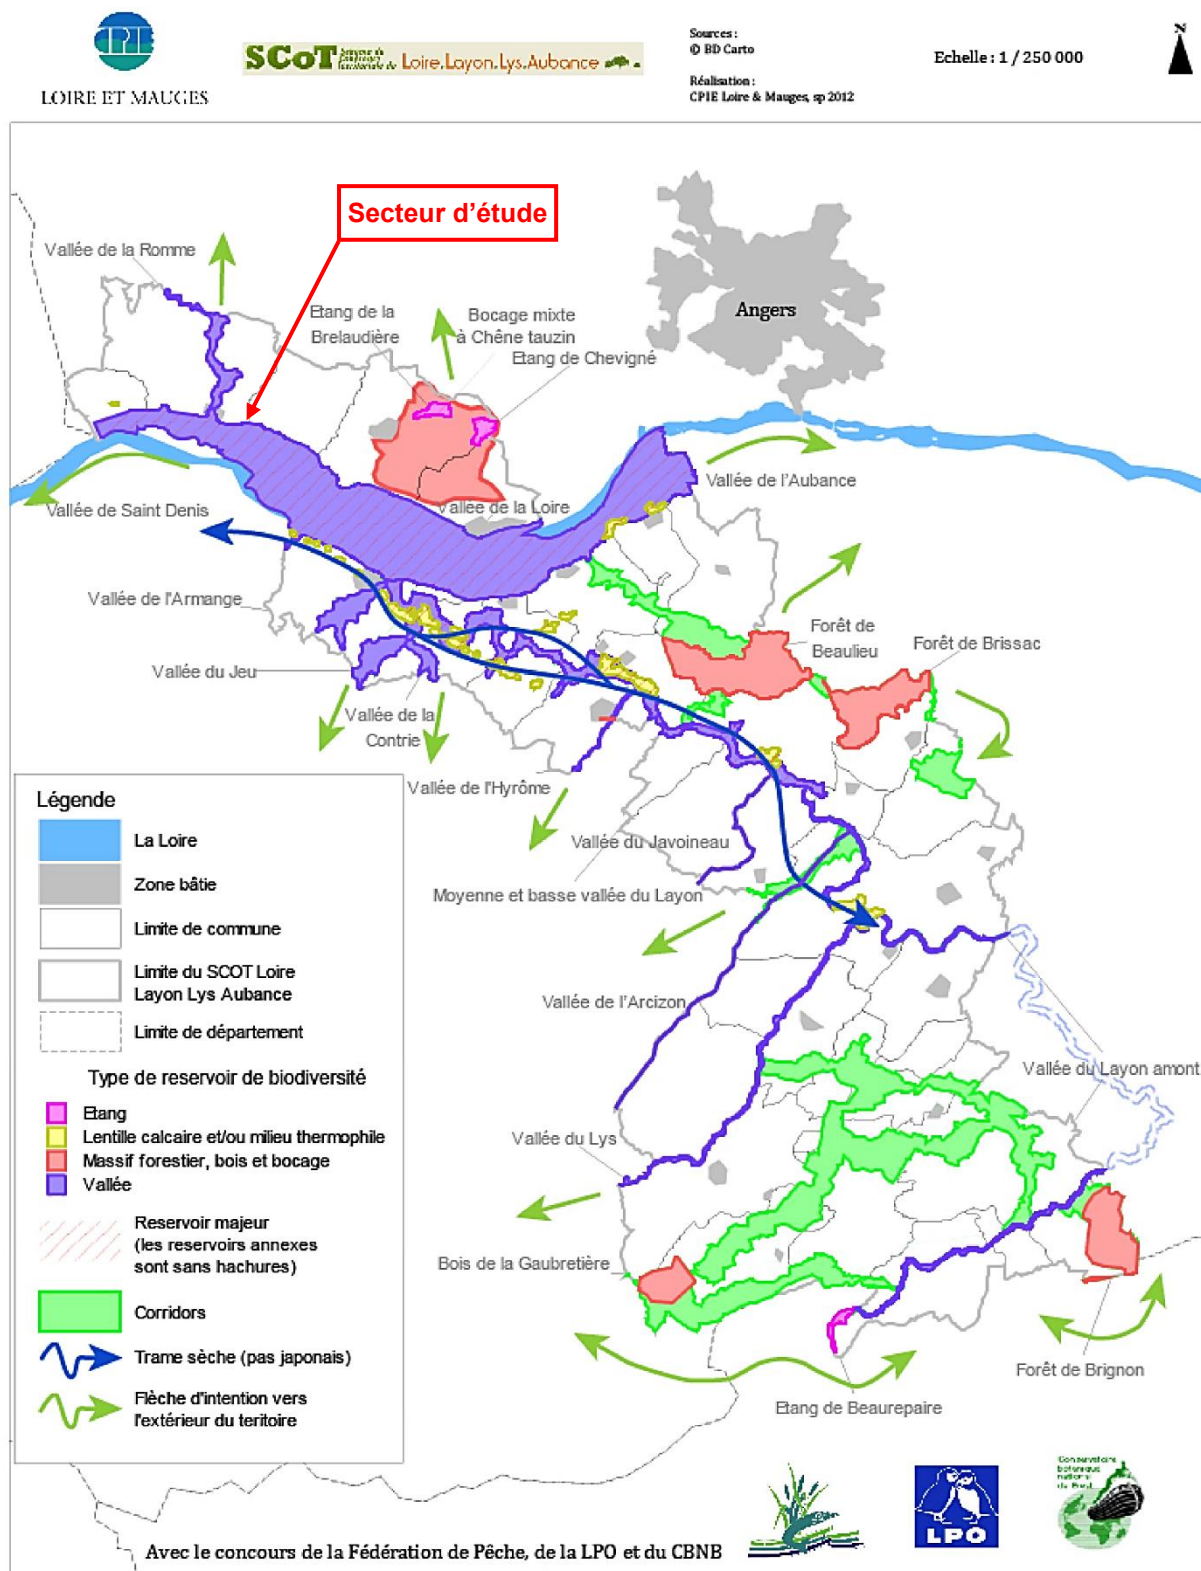 LOIRE ET MAUGES
SCoT Loire.Layon.Lys.Aubance
Sources :
© BD Carto
Réalisation :
CPIE Loire & Mauges, sp 2012
Echelle : 1 / 250 000
N
Secteur d'étude
Vallée de la Romme
Etang de la
Brelaudière
Bocage mixte
à Chêne tauzin
Etang de Chevigné
Angers
Vallée de l'Aubance
Vallée de Saint Denis
Vallée de la Loire
Vallée de l'Armange
Vallée du Jeu
Vallée de la
Contrie
Forêt de
Beaulieu
Forêt de Brissac
Vallée de l'Hyrôme
Vallée du Javoineau
Moyenne et basse vallée du Layon
Vallée de l'Arcizon
Vallée du Layon amont
Vallée du Lys
Bois de la Gaubretière
Forêt de Brignon
Etang de Beaurepaire
Légende
La Loire
Zone bâtie
Limite de commune
Limite du SCOT Loire
Layon Lys Aubance
Limite de département
Type de reservoir de biodiversité
Etang
Lentille calcaire et/ou milieu thermophile
Massif forestier, bois et bocage
Vallée
Reservoir majeur
(les reservoirs annexes
sont sans hachures)
Corridors
Trame sèche (pas japonais)
Flèche d'intention vers
l'extérieur du teritoire
Conservatoire
botanique
national
de Brest
LPO
Avec le concours de la Fédération de Pêche, de la LPO et du CBNB